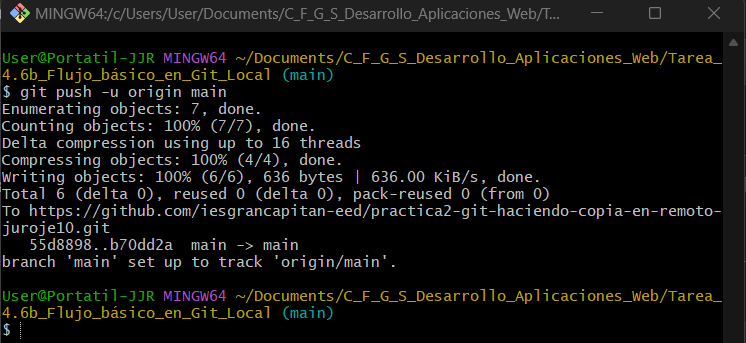 MINGW64:/c/Users/User/Documents/C_F_G_S_Desarrollo_Aplicaciones_Web/T...
User@Portatil-JJR MINGW64 ~/Documents/C_F_G_S_Desarrollo_Aplicaciones_Web/Tarea_
4.6b_Flujo_básico_en_Git_Local (main)
$ git push -u origin main
Enumerating objects: 7, done.
Counting objects: 100% (7/7), done.
Delta compression using up to 16 threads
Compressing objects: 100% (4/4), done.
Writing objects: 100% (6/6), 636 bytes | 636.00 KiB/s, done.
Total 6 (delta 0), reused 0 (delta 0), pack-reused 0 (from 0)
To https://github.com/iesgrancapitan-eed/practica2-git-haciendo-copia-en-remoto-
juroje10.git
   55d8898..b70dd2a  main -> main
branch 'main' set up to track 'origin/main'.
User@Portatil-JJR MINGW64 ~/Documents/C_F_G_S_Desarrollo_Aplicaciones_Web/Tarea_
4.6b_Flujo_básico_en_Git_Local (main)
$